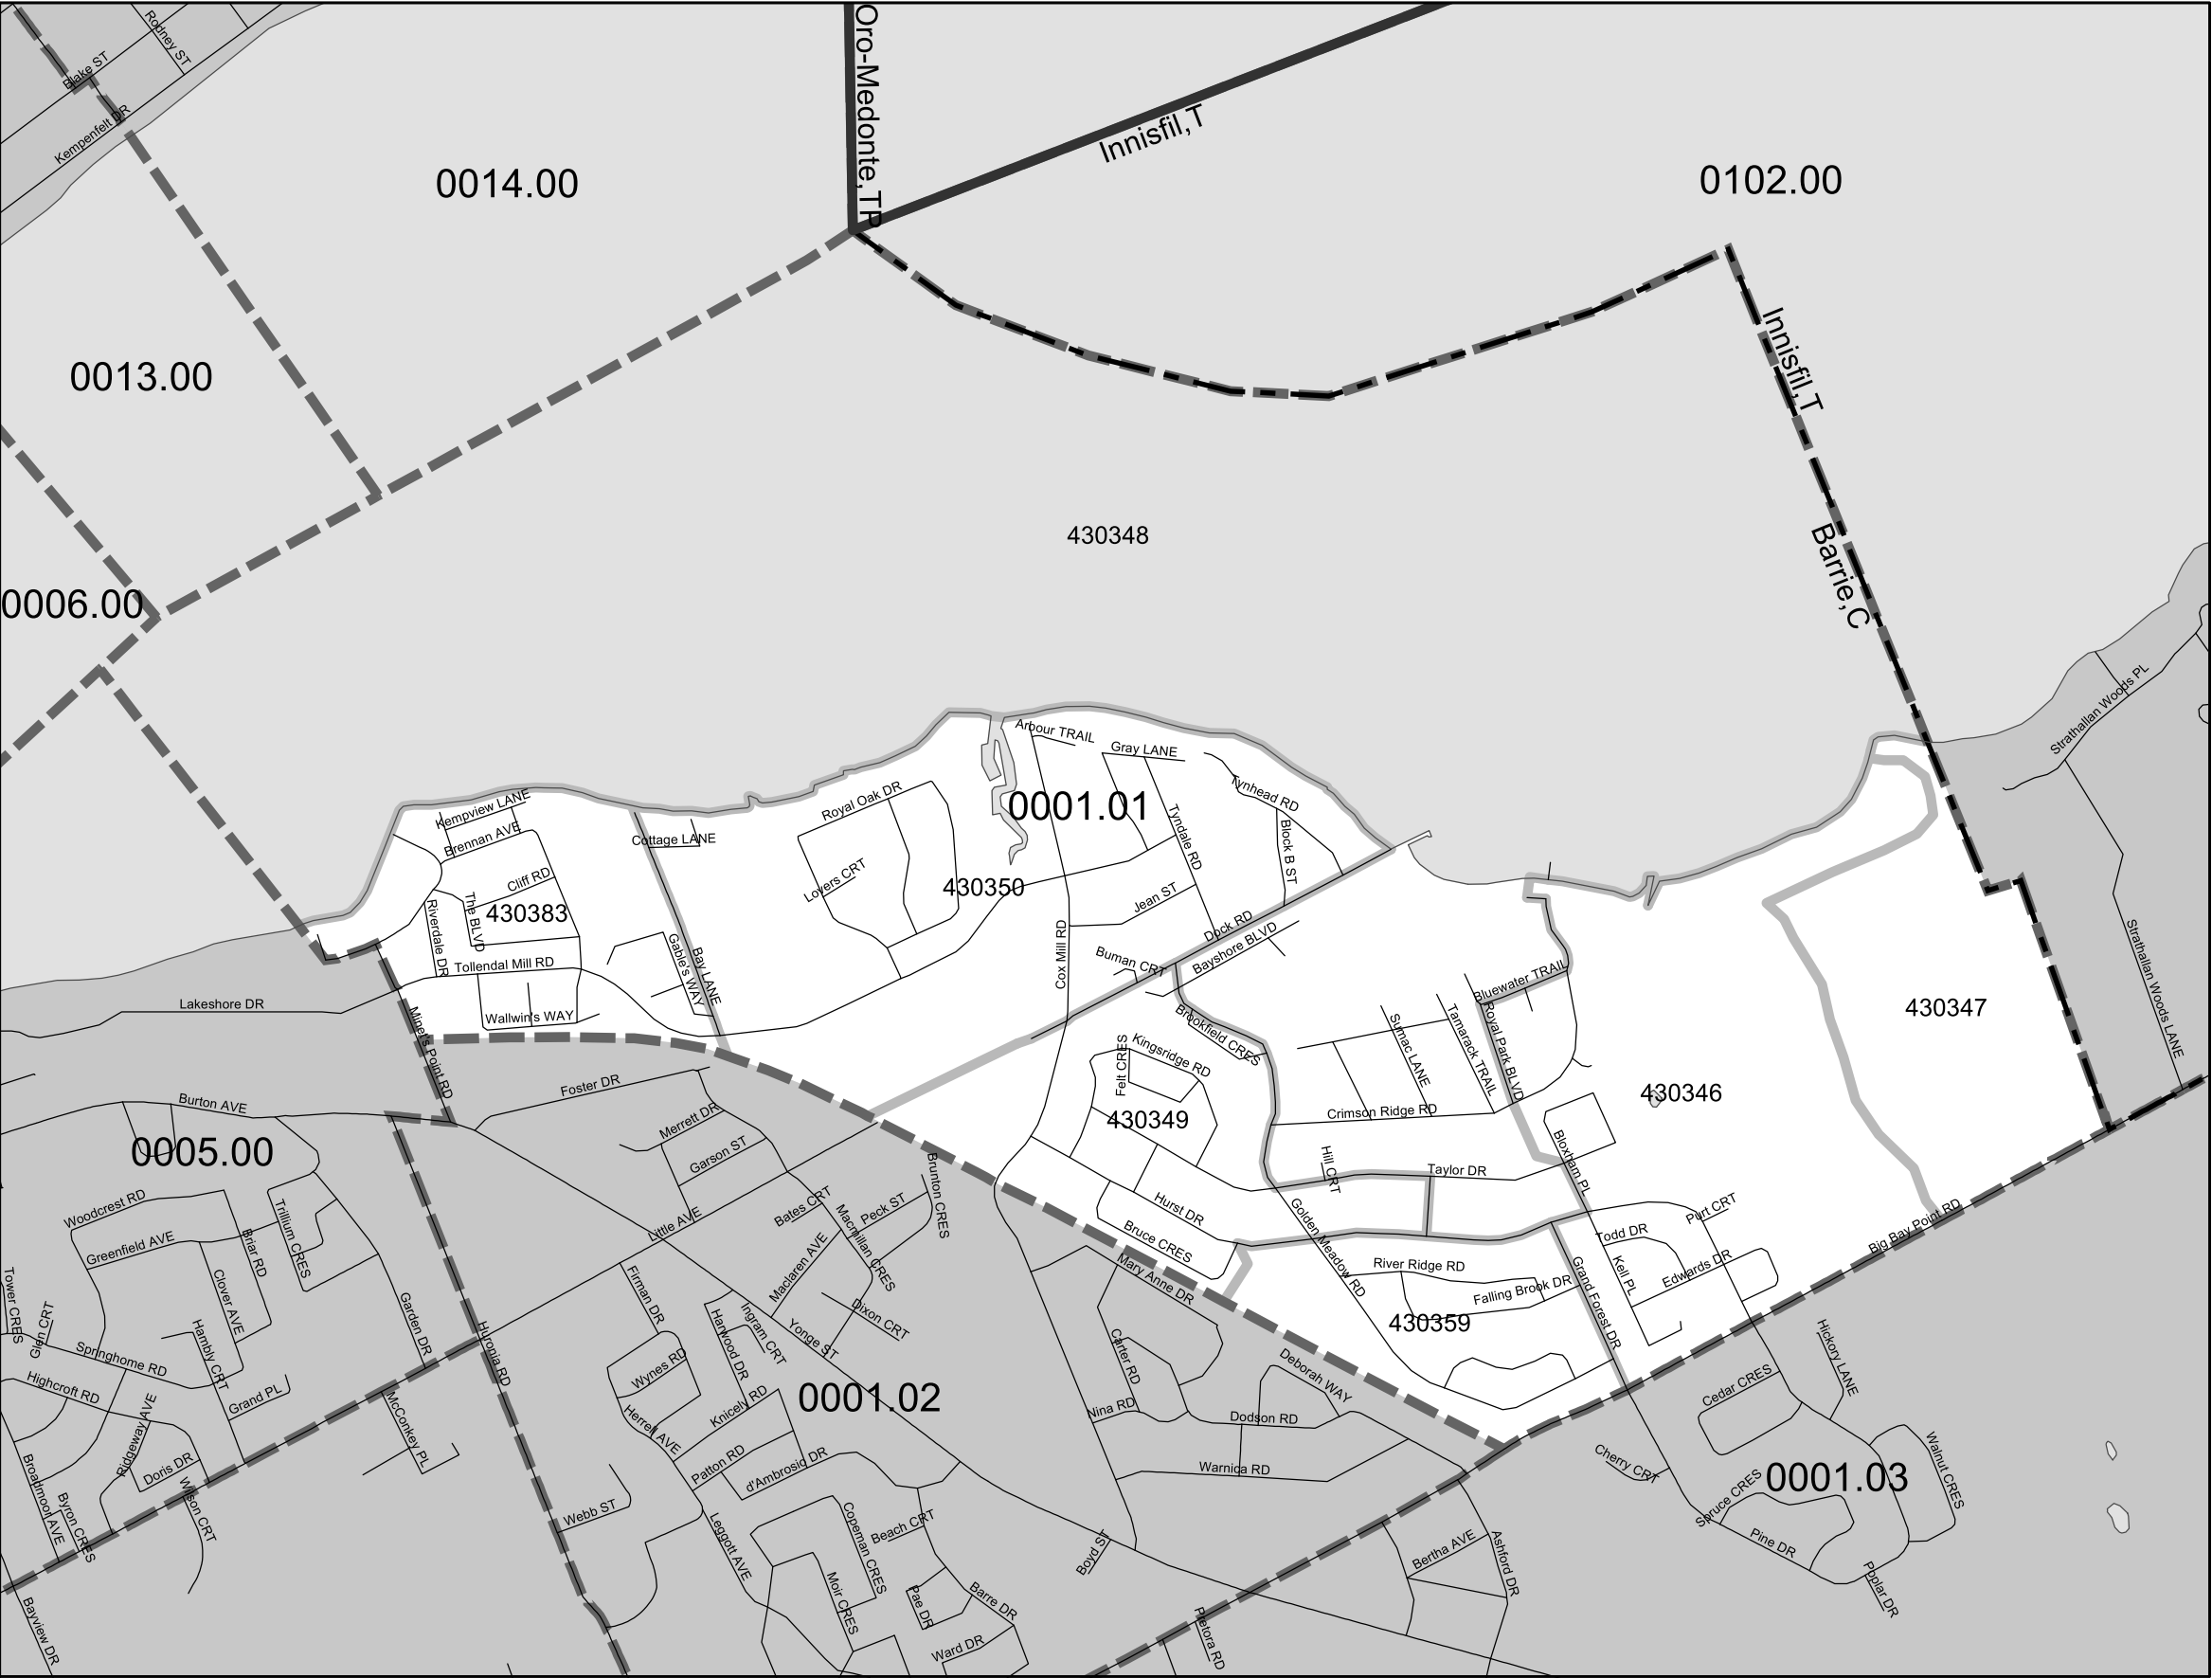 Oro-Medonte,TP
Rodney ST
Blake ST
Kempenfelt DR
Innisfil,T
0014.00
0102.00
Innisfil,T
0013.00
430348
Barrie,C
0006.00
Strathallan Woods PL
Arbour TRAIL
Gray LANE
Kempview LANE
Royal Oak DR
0001.01
Tynhead RD
Brennan AVE
Cottage LANE
Tyndale RD
Block B ST
Cliff RD
Lovers CRT
430350
Jean ST
The BLVD
430383
Riverdale DR
Dock RD
Gable's WAY
Bay LANE
Cox Mill RD
Bayshore BLVD
Buman CRT
Strathallan Woods LANE
Tollendal Mill RD
Bluewater TRAIL
Lakeshore DR
430347
Wallwin's WAY
Minet's Point RD
Brookfield CRES
Sumac LANE
Tamarack TRAIL
Royal Park BLVD
Kingsridge RD
Felt CRES
Foster DR
430346
Burton AVE
Crimson Ridge RD
430349
Merrett DR
0005.00
Garson ST
Bloxham PL
Hill CRT
Taylor DR
Brunton CRES
Woodcrest RD
Trillium CRES
Bates CRT
Peck ST
Macmillan CRES
Hurst DR
Golden Meadow RD
Purt CRT
Little AVE
Greenfield AVE
Briar RD
Bruce CRES
Todd DR
Big Bay Point RD
Maclaren AVE
Mary Anne DR
River Ridge RD
Kell PL
Edwards DR
Grand Forest DR
Tower CRES
Clover AVE
Firman DR
Falling Brook DR
Glen CRT
Garden DR
Huronia RD
Harwood DR
Ingram CRT
Dixon CRT
430359
Yonge ST
Hambly CRT
Springhome RD
Carter RD
Hickory LANE
Wynes RD
Deborah WAY
Highcroft RD
Cedar CRES
Grand PL
McConkey PL
0001.02
Knicely RD
Nina RD
Dodson RD
Ridgeway AVE
Herrell AVE
Walnut CRES
Broadmoor AVE
Doris DR
Patton RD
d'Ambrosio DR
Warnica RD
Cherry CRT
0001.03
Spruce CRES
Byron CRES
Wilson CRT
Webb ST
Leggott AVE
Copeman CRES
Beach CRT
Boyd ST
Bertha AVE
Ashford DR
Pine DR
Poplar DR
Bayview DR
Moir CRES
Pae DR
Barre DR
Ward DR
Pretora RD